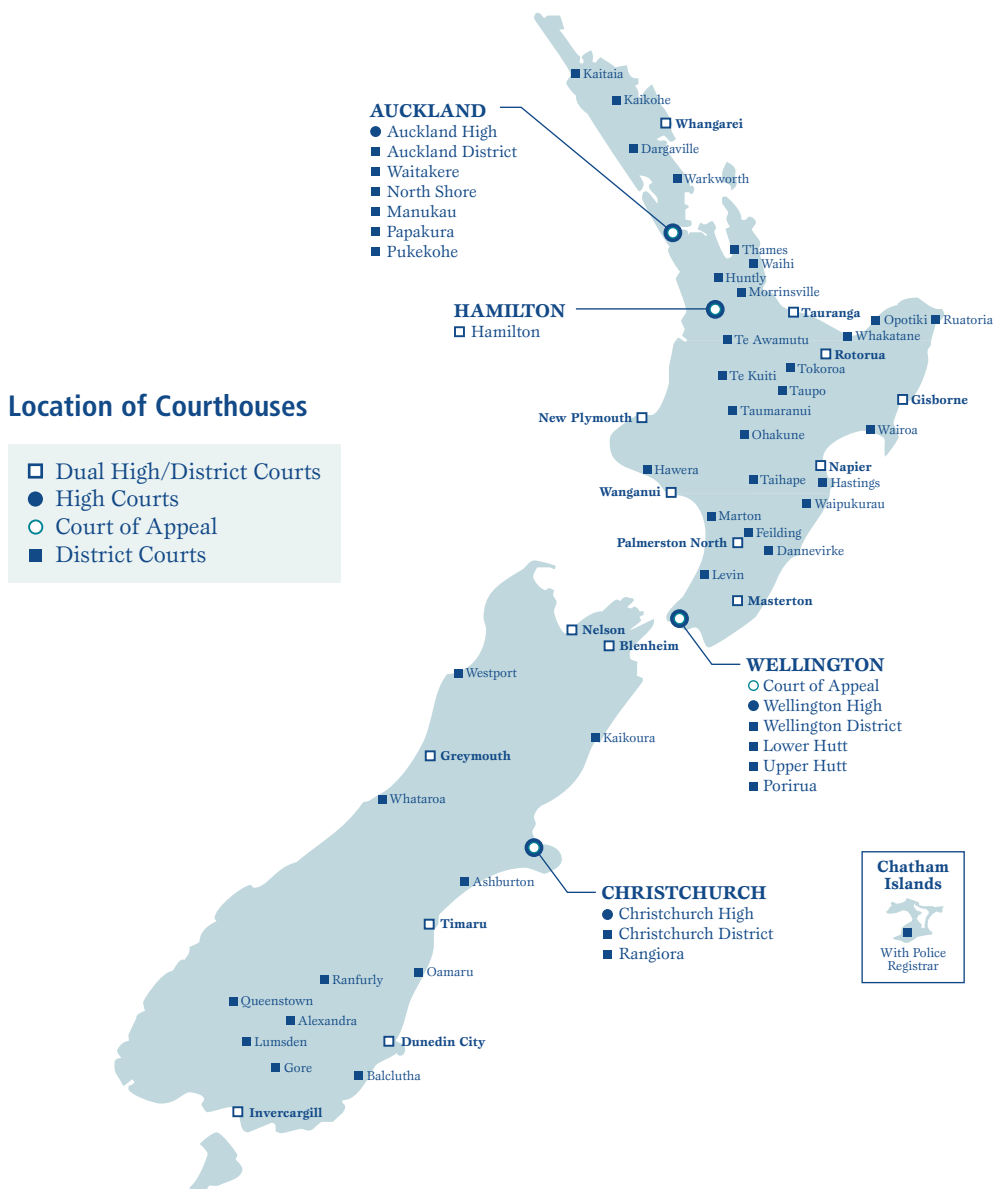 Kaitaia
Kaikohe
AUCKLAND
Auckland High
Auckland District
Waitakere
North Shore
Manukau
Papakura
Pukekohe
Whangarei
Dargaville
Warkworth
Thames
Waihi
Huntly
Morrinsville
HAMILTON
Hamilton
Tauranga
Opotiki
Ruatoria
Whakatane
Te Awamutu
Rotorua
Tokoroa
Te Kuiti
Taupo
Gisborne
Taumaranui
New Plymouth
Ohakune
Wairoa
Location of Courthouses
Dual High/District Courts
High Courts
Court of Appeal
District Courts
Hawera
Napier
Taihape
Hastings
Wanganui
Waipukurau
Marton
Feilding
Palmerston North
Dannevirke
Levin
Masterton
Nelson
Blenheim
WELLINGTON
Court of Appeal
Wellington High
Wellington District
Lower Hutt
Upper Hutt
Porirua
Westport
Kaikoura
Greymouth
Whataroa
Ashburton
CHRISTCHURCH
Christchurch High
Christchurch District
Rangiora
Chatham
Islands
With Police
Registrar
Timaru
Oamaru
Ranfurly
Queenstown
Alexandra
Lumsden
Dunedin City
Gore
Balclutha
Invercargill